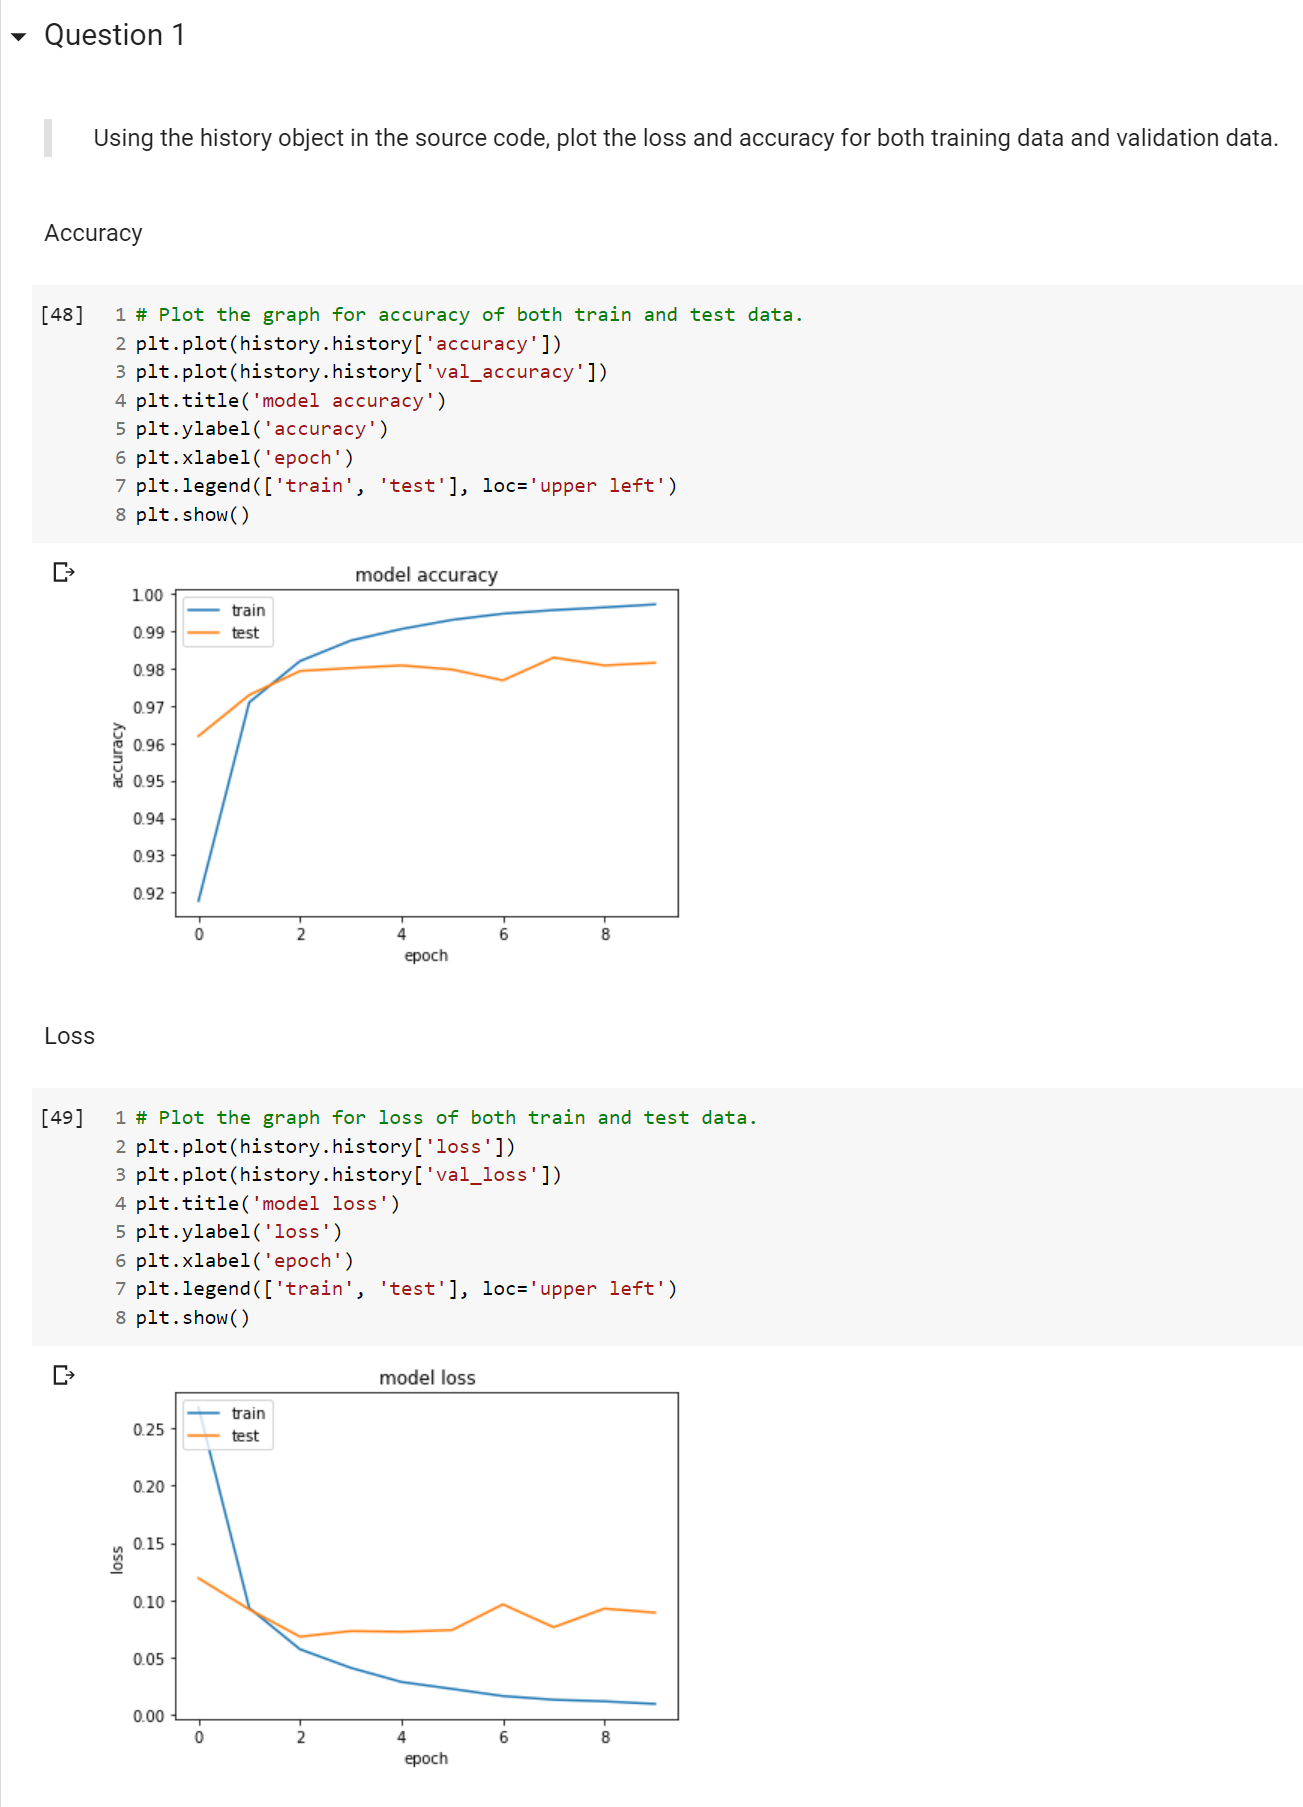 Question 1
Using the history object in the source code, plot the loss and accuracy for both training data and validation data.
Accuracy
[48] 1 # Plot the graph for accuracy of both train and test data.
2 plt.plot(history.history['accuracy'])
3 plt.plot(history.history['val_accuracy'])
4 plt.title('model accuracy')
5 plt.ylabel('accuracy')
6 plt.xlabel('epoch')
7 plt.legend(['train', 'test'], loc='upper left')
8 plt.show()
model accuracy
train
test
1.00
0.99
0.98
0.97
0.96
0.95
0.94
0.93
0.92
accuracy
0 2 4 6 8
epoch
Loss
[49] 1 # Plot the graph for loss of both train and test data.
2 plt.plot(history.history['loss'])
3 plt.plot(history.history['val_loss'])
4 plt.title('model loss')
5 plt.ylabel('loss')
6 plt.xlabel('epoch')
7 plt.legend(['train', 'test'], loc='upper left')
8 plt.show()
model loss
train
test
0.25
0.20
0.15
0.10
0.05
0.00
loss
0 2 4 6 8
epoch